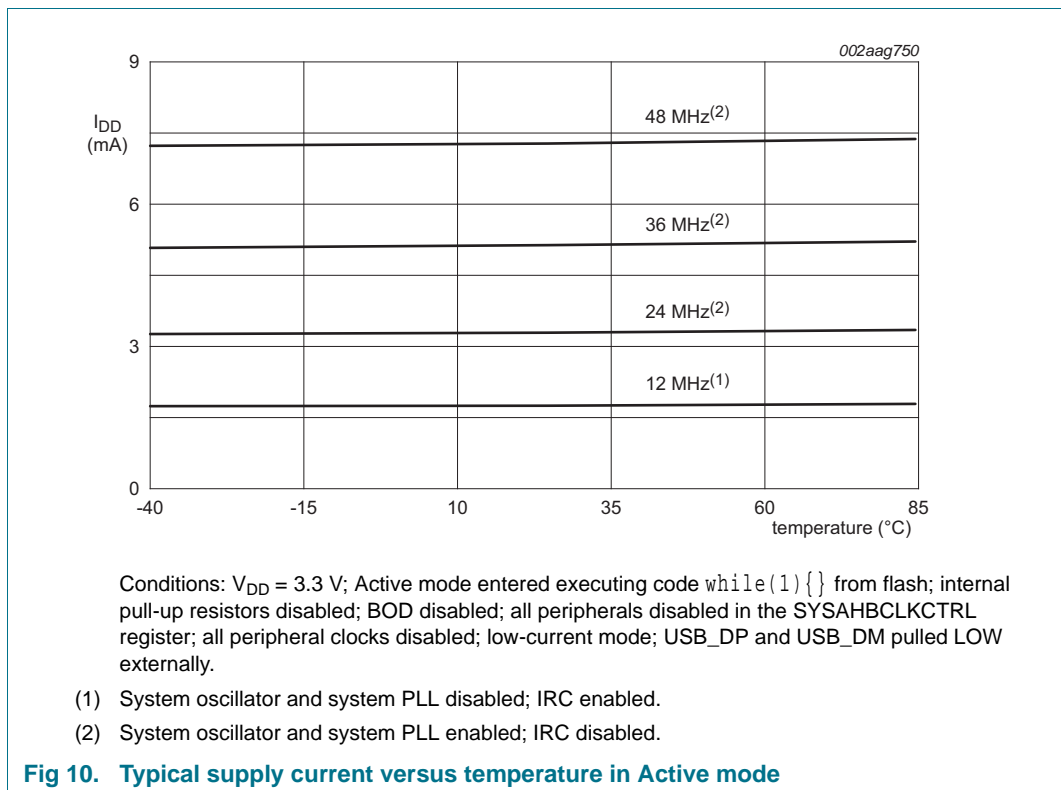 002aag750
9
I_DD
(mA)
48 MHz(2)
6
36 MHz(2)
24 MHz(2)
3
12 MHz(1)
0
-40 -15 10 35 60 85
temperature (°C)
Conditions: V_DD = 3.3 V; Active mode entered executing code while(1){} from flash; internal
pull-up resistors disabled; BOD disabled; all peripherals disabled in the SYSAHBCLKCTRL
register; all peripheral clocks disabled; low-current mode; USB_DP and USB_DM pulled LOW
externally.
(1) System oscillator and system PLL disabled; IRC enabled.
(2) System oscillator and system PLL enabled; IRC disabled.
Fig 10. Typical supply current versus temperature in Active mode